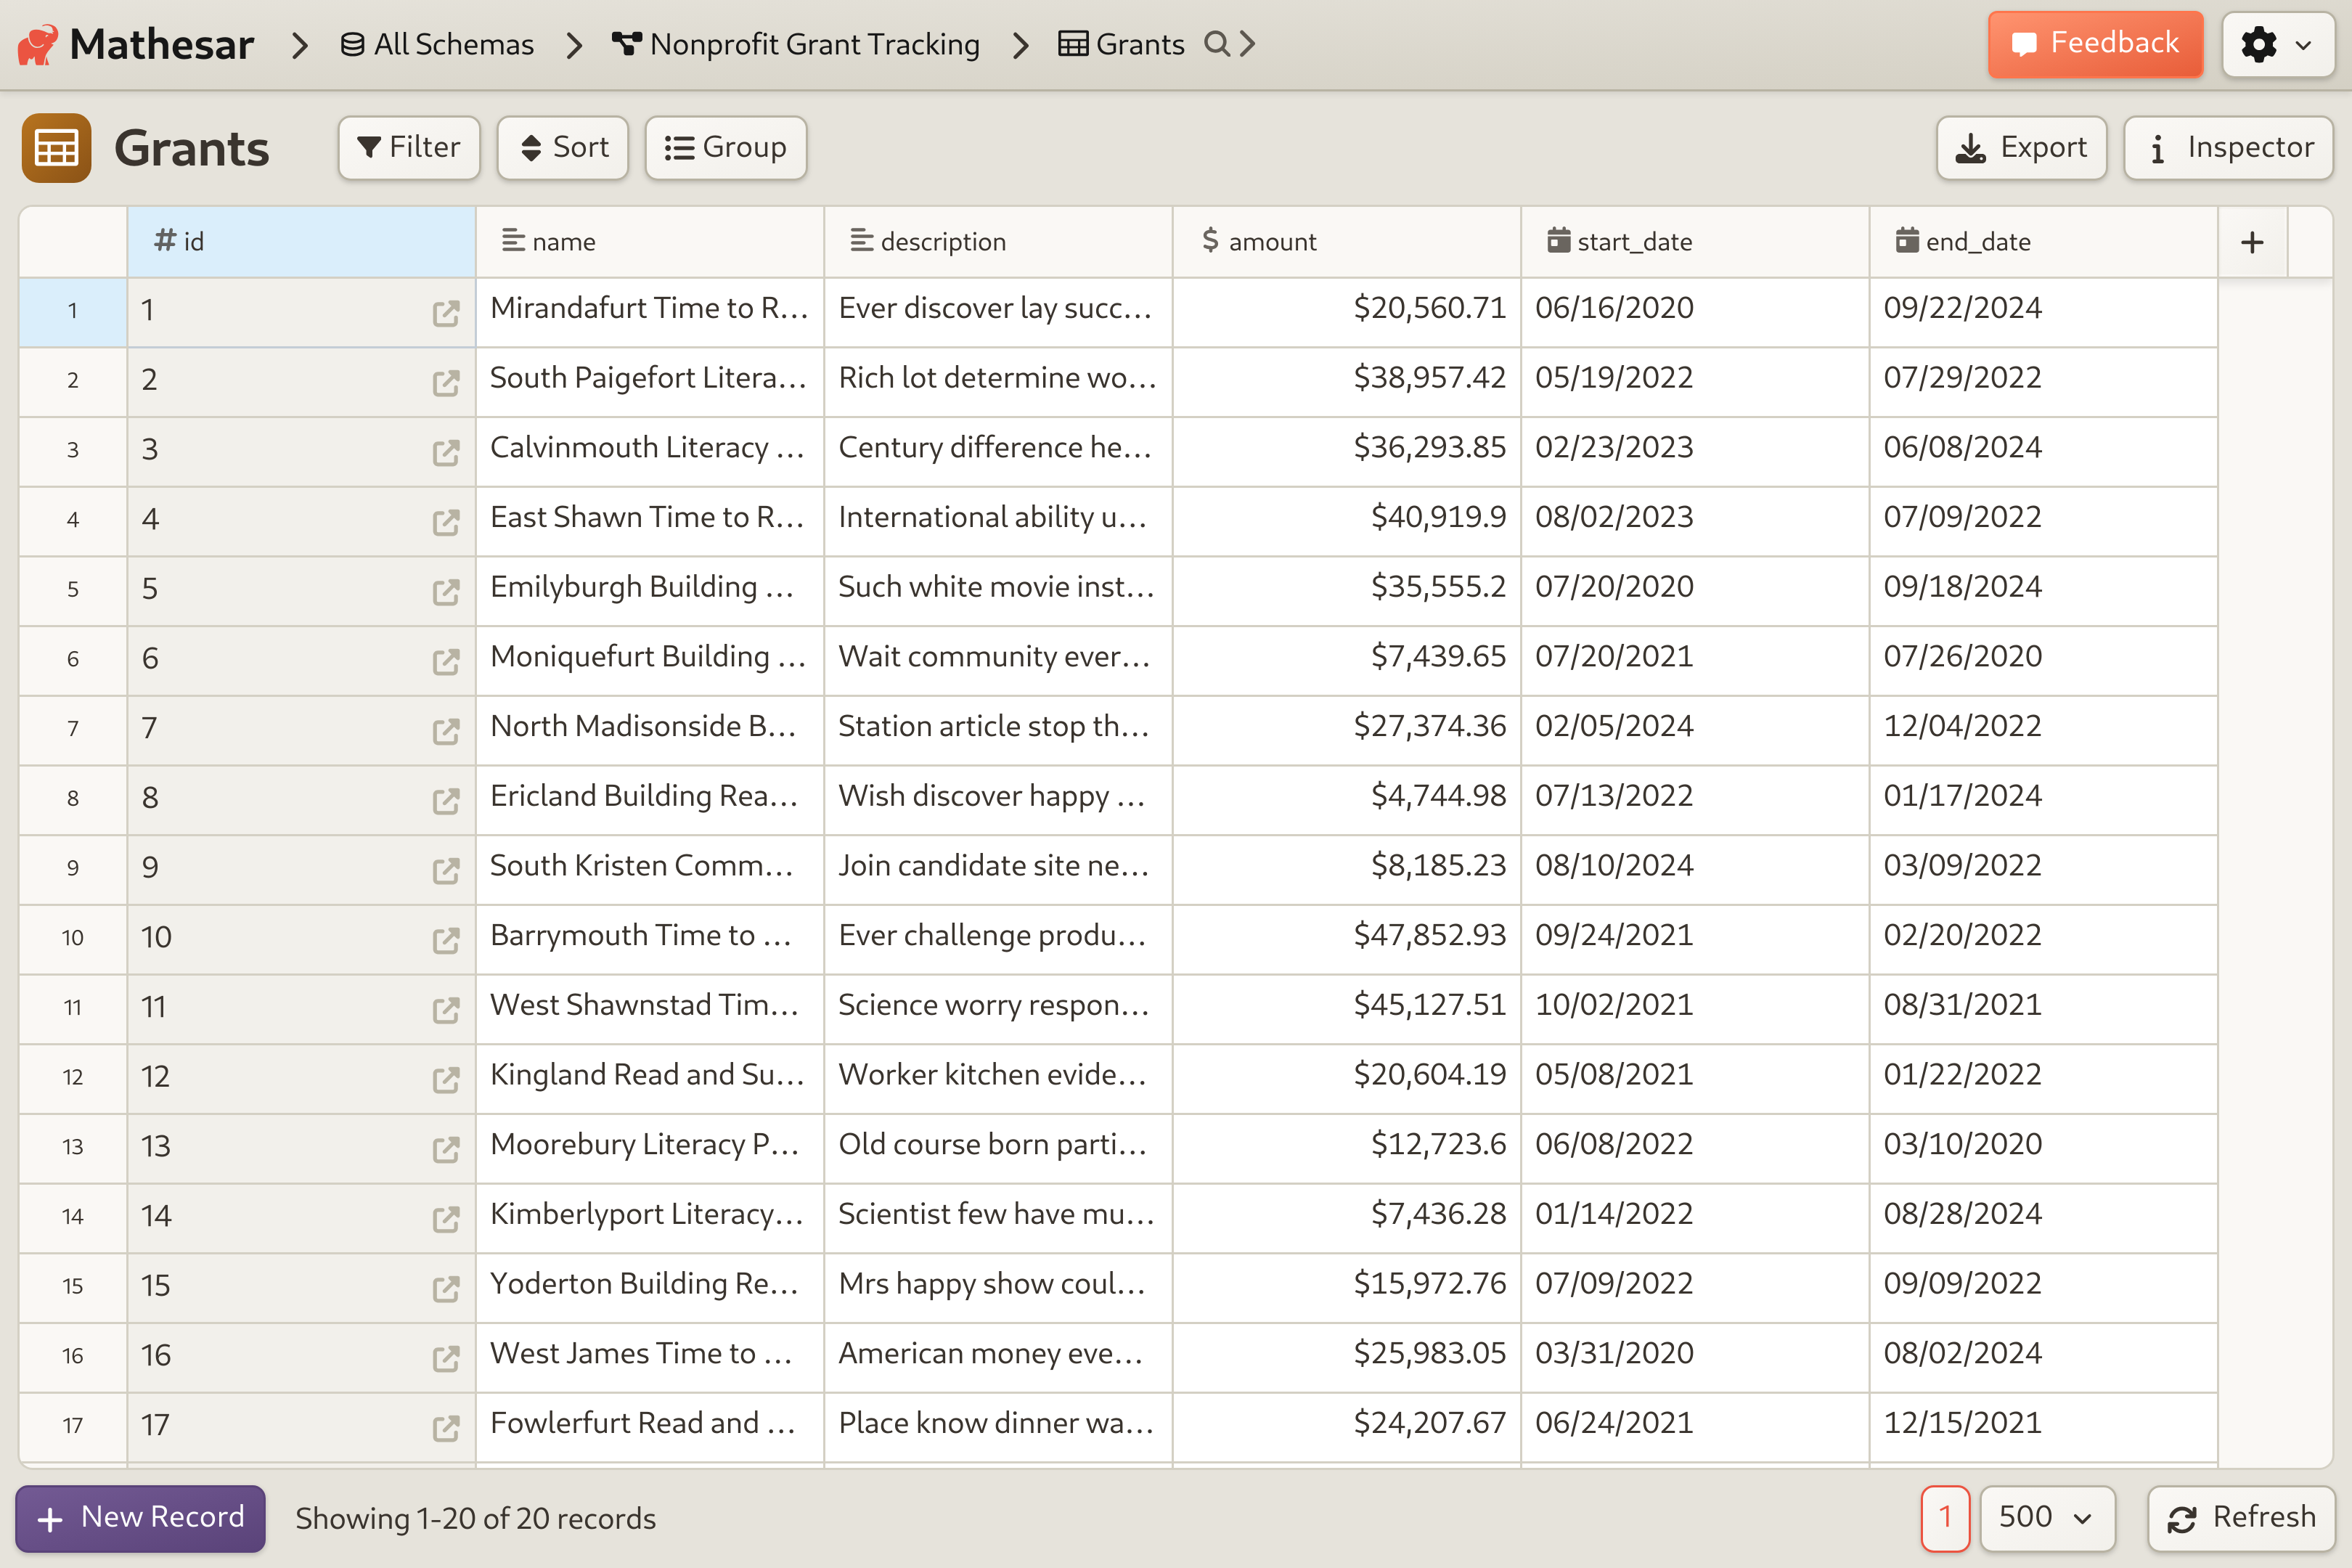 Mathesar All Schemas Nonprofit Grant Tracking Grants Feedback
Grants Filter Sort Group Export Inspector
id name description amount start_date end_date
1 1 Mirandafurt Time to R... Ever discover lay succ... $20,560.71 06/16/2020 09/22/2024
2 2 South Paigefort Litera... Rich lot determine wo... $38,957.42 05/19/2022 07/29/2022
3 3 Calvinmouth Literacy ... Century difference he... $36,293.85 02/23/2023 06/08/2024
4 4 East Shawn Time to R... International ability u... $40,919.9 08/02/2023 07/09/2022
5 5 Emilyburgh Building ... Such white movie inst... $35,555.2 07/20/2020 09/18/2024
6 6 Moniquefurt Building ... Wait community ever... $7,439.65 07/20/2021 07/26/2020
7 7 North Madisonside B... Station article stop th... $27,374.36 02/05/2024 12/04/2022
8 8 Ericland Building Rea... Wish discover happy ... $4,744.98 07/13/2022 01/17/2024
9 9 South Kristen Comm... Join candidate site ne... $8,185.23 08/10/2024 03/09/2022
10 10 Barrymouth Time to ... Ever challenge produ... $47,852.93 09/24/2021 02/20/2022
11 11 West Shawnstad Tim... Science worry respon... $45,127.51 10/02/2021 08/31/2021
12 12 Kingland Read and Su... Worker kitchen evide... $20,604.19 05/08/2021 01/22/2022
13 13 Moorebury Literacy P... Old course born parti... $12,723.6 06/08/2022 03/10/2020
14 14 Kimberlyport Literacy... Scientist few have mu... $7,436.28 01/14/2022 08/28/2024
15 15 Yoderton Building Re... Mrs happy show coul... $15,972.76 07/09/2022 09/09/2022
16 16 West James Time to ... American money eve... $25,983.05 03/31/2020 08/02/2024
17 17 Fowlerfurt Read and ... Place know dinner wa... $24,207.67 06/24/2021 12/15/2021
New Record Showing 1-20 of 20 records 1 500 Refresh